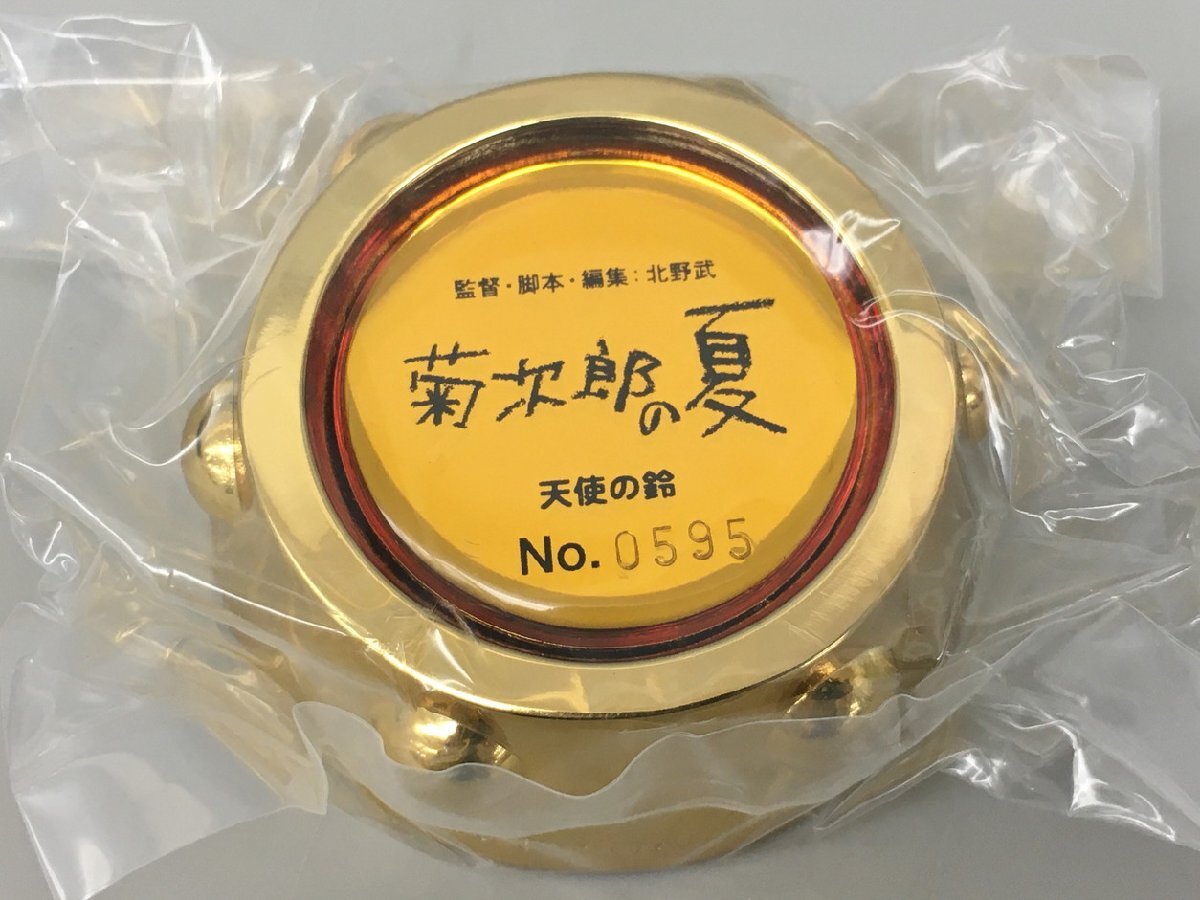 監督・脚本・編集：北野武
菊次郎の夏
天使の鈴
No. 0595